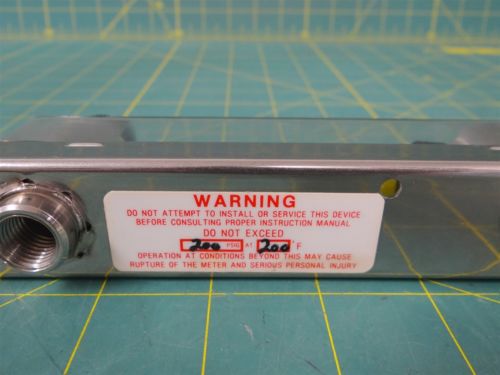 WARNING
DO NOT ATTEMPT TO INSTALL OR SERVICE THIS DEVICE
BEFORE CONSULTING PROPER INSTRUCTION MANUAL
DO NOT EXCEED
200 PSIG AT 200 °F
OPERATION AT CONDITIONS BEYOND THIS MAY CAUSE
RUPTURE OF THE METER AND SERIOUS PERSONAL INJURY